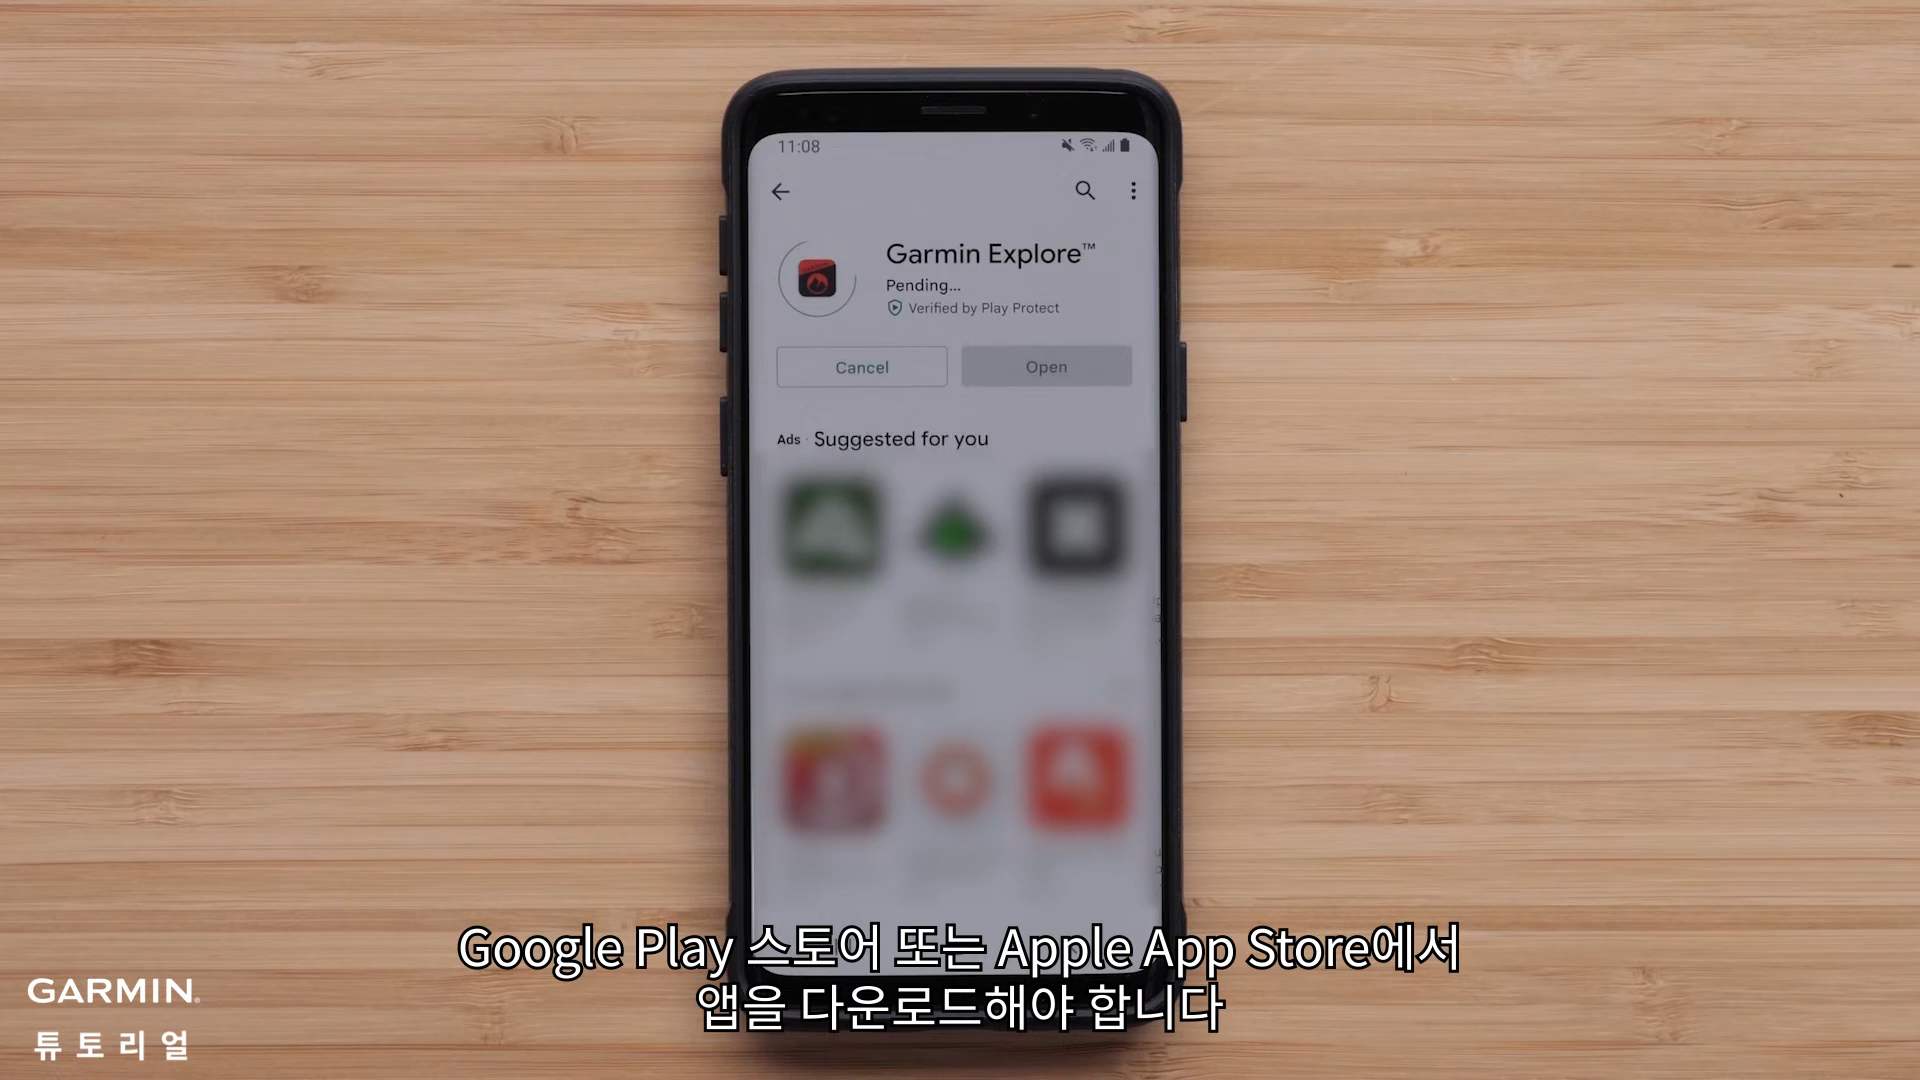 11:08
Garmin Explore™
Pending...
Verified by Play Protect
Cancel
Open
Ads · Suggested for you
Google Play 스토어 또는 Apple App Store에서
앱을 다운로드해야 합니다
GARMIN®
튜토리얼